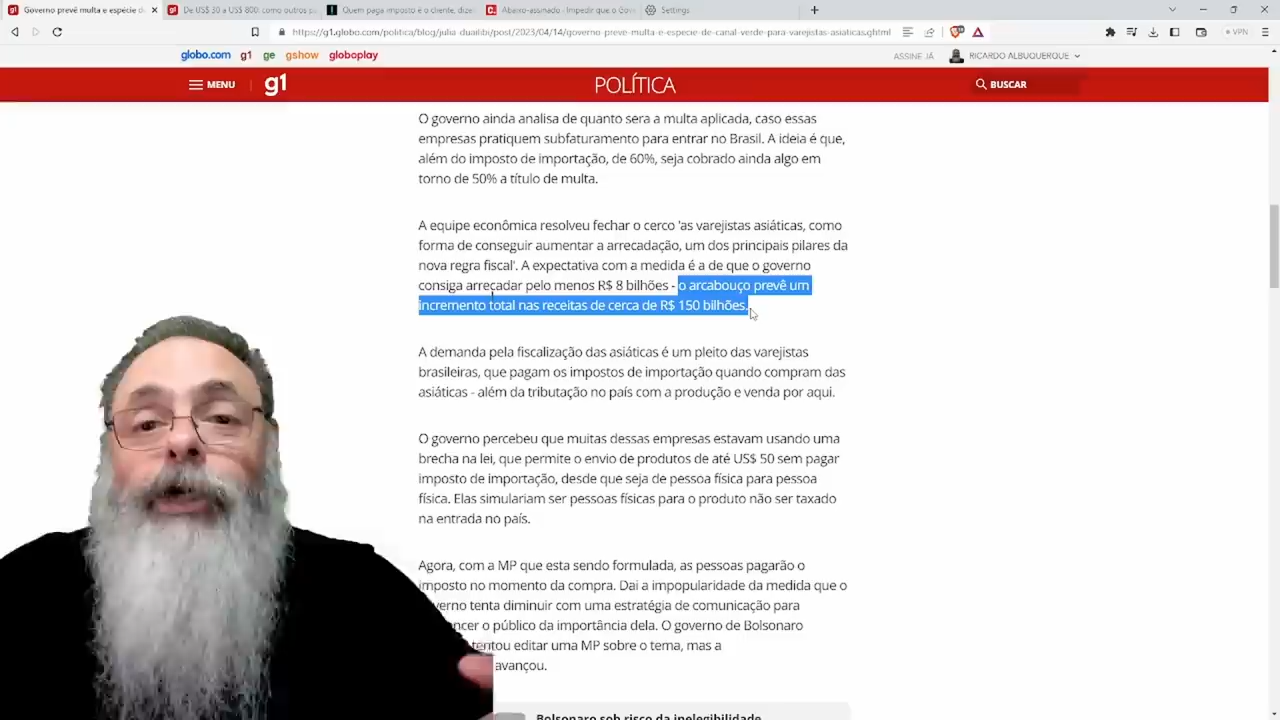 Governo prevê multa e espécie d
De US$ 30 a US$ 800: como outros pa
Quem paga imposto é o cliente, dize
Abaixo-assinado · Impedir que o Gov
Settings
https://g1.globo.com/politica/blog/julia-duailibi/post/2023/04/14/governo-preve-multa-e-especie-de-canal-verde-para-varejistas-asiaticas.ghtml
VPN
globo.com g1 ge gshow globoplay
ASSINE JÁ RICARDO ALBUQUERQUE
MENU g1 POLÍTICA BUSCAR
O governo ainda analisa de quanto sera a multa aplicada, caso essas
empresas pratiquem subfaturamento para entrar no Brasil. A ideia é que,
além do imposto de importação, de 60%, seja cobrado ainda algo em
torno de 50% a título de multa.
A equipe econômica resolveu fechar o cerco 'as varejistas asiáticas, como
forma de conseguir aumentar a arrecadação, um dos principais pilares da
nova regra fiscal'. A expectativa com a medida é a de que o governo
consiga arrecadar pelo menos R$ 8 bilhões - o arcabouço prevê um
incremento total nas receitas de cerca de R$ 150 bilhões.
A demanda pela fiscalização das asiáticas é um pleito das varejistas
brasileiras, que pagam os impostos de importação quando compram das
asiáticas - além da tributação no país com a produção e venda por aqui.
O governo percebeu que muitas dessas empresas estavam usando uma
brecha na lei, que permite o envio de produtos de até US$ 50 sem pagar
imposto de importação, desde que seja de pessoa física para pessoa
física. Elas simulariam ser pessoas físicas para o produto não ser taxado
na entrada no país.
Agora, com a MP que esta sendo formulada, as pessoas pagarão o
imposto no momento da compra. Dai a impopularidade da medida que o
verno tenta diminuir com uma estratégia de comunicação para
ncer o público da importância dela. O governo de Bolsonaro
tentou editar uma MP sobre o tema, mas a
avançou.
Bolsonaro sob risco da inelegibilidade